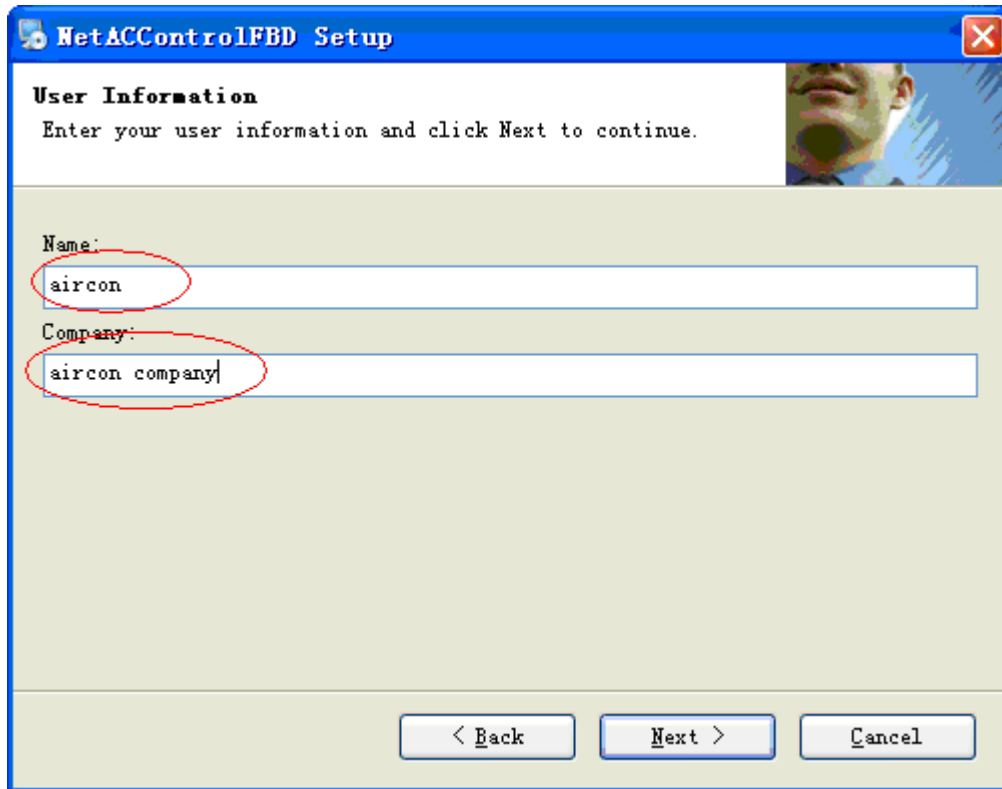 NetACControlFBD Setup
User Information
Enter your user information and click Next to continue.
Name:
aircon
Company:
aircon company
< Back
Next >
Cancel